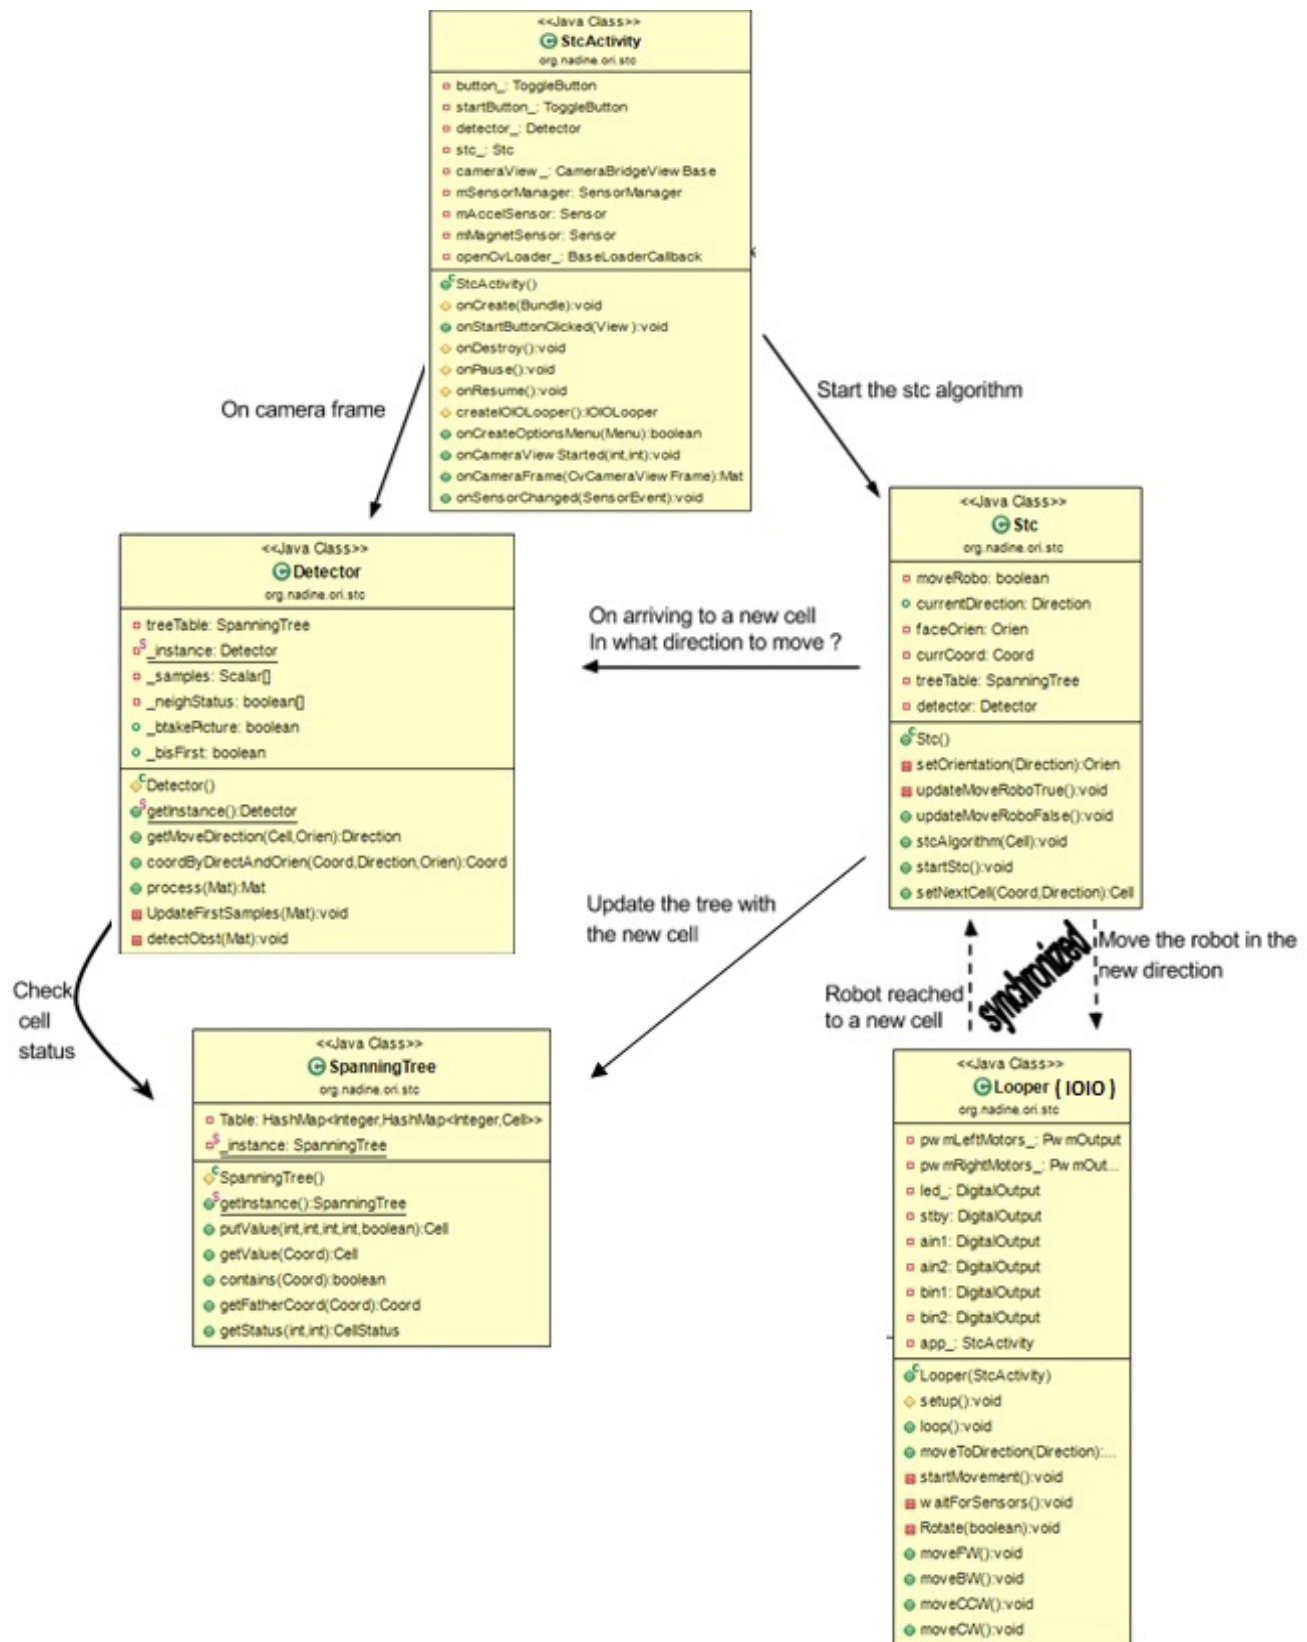 <<Java Class>>
StcActivity
org.nadine.ori.stc
button_: ToggleButton
startButton_: ToggleButton
detector_: Detector
stc_: Stc
cameraView_: CameraBridgeViewBase
mSensorManager: SensorManager
mAccelSensor: Sensor
mMagnetSensor: Sensor
openCvLoader_: BaseLoaderCallback
StcActivity()
onCreate(Bundle):void
onStartButtonClicked(View):void
onDestroy():void
onPause():void
onResume():void
createIOIOLooper():IOIOLooper
onCreateOptionsMenu(Menu):boolean
onCameraViewStarted(int,int):void
onCameraFrame(CvCameraViewFrame):Mat
onSensorChanged(SensorEvent):void
On camera frame
Start the stc algorithm
<<Java Class>>
Detector
org.nadine.ori.stc
treeTable: SpanningTree
_instance: Detector
_samples: Scalar[]
_neighStatus: boolean[]
_btakePicture: boolean
_bisFirst: boolean
Detector()
getInstance():Detector
getMoveDirection(Cell,Orien):Direction
coordByDirectAndOrien(Coord,Direction,Orien):Coord
process(Mat):Mat
UpdateFirstSamples(Mat):void
detectObst(Mat):void
On arriving to a new cell
In what direction to move ?
<<Java Class>>
Stc
org.nadine.ori.stc
moveRobo: boolean
currentDirection: Direction
faceOrien: Orien
currCoord: Coord
treeTable: SpanningTree
detector: Detector
Stc()
setOrientation(Direction):Orien
updateMoveRoboTrue():void
updateMoveRoboFalse():void
stcAlgorithm(Cell):void
startStc():void
setNextCell(Coord,Direction):Cell
Update the tree with
the new cell
Check
cell
status
Robot reached
to a new cell
synchronized
Move the robot in the
new direction
<<Java Class>>
SpanningTree
org.nadine.ori.stc
Table: HashMap<Integer,HashMap<Integer,Cell>>
_instance: SpanningTree
SpanningTree()
getInstance():SpanningTree
putValue(int,int,int,int,boolean):Cell
getValue(Coord):Cell
contains(Coord):boolean
getFatherCoord(Coord):Coord
getStatus(int,int):CellStatus
<<Java Class>>
Looper ( IOIO )
org.nadine.ori.stc
pwmLeftMotors_: PwmOutput
pwmRightMotors_: PwmOut...
led_: DigitalOutput
stby: DigitalOutput
ain1: DigitalOutput
ain2: DigitalOutput
bin1: DigitalOutput
bin2: DigitalOutput
app_: StcActivity
Looper(StcActivity)
setup():void
loop():void
moveToDirection(Direction):...
startMovement():void
waitForSensors():void
Rotate(boolean):void
moveFW():void
moveBW():void
moveCCW():void
moveCW():void